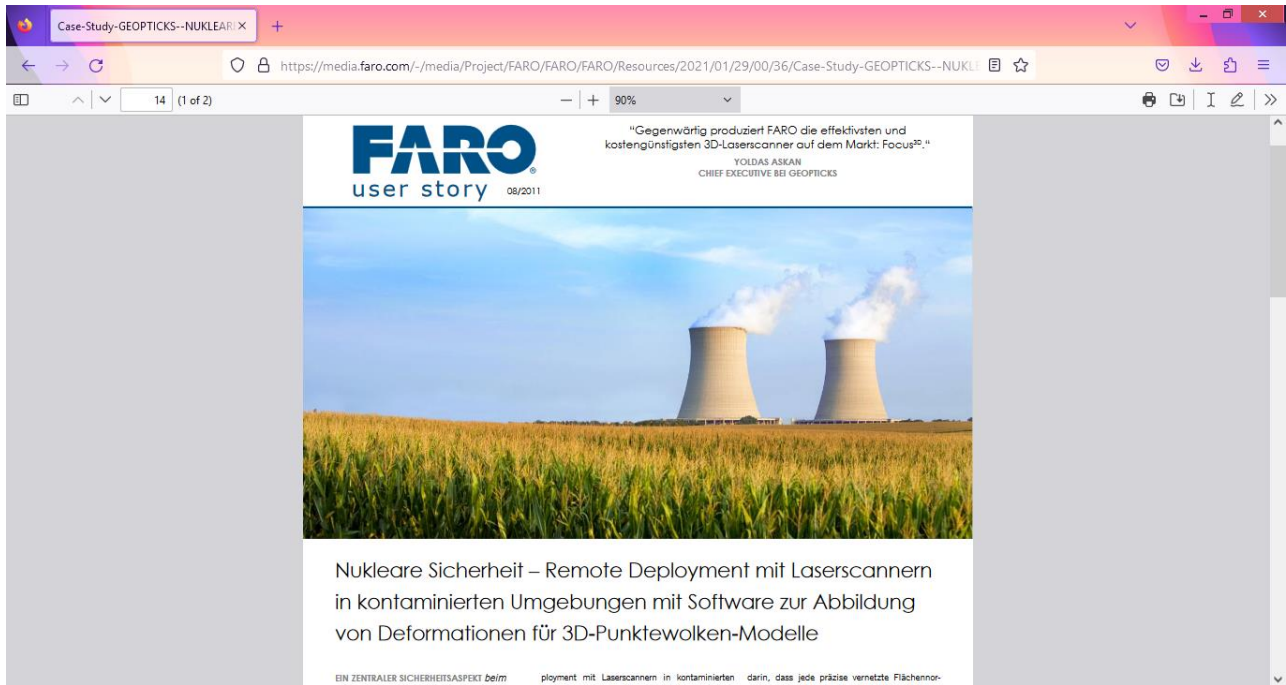 Case-Study-GEOPTICKS--NUKLEAR
https://media.faro.com/-/media/Project/FARO/FARO/FARO/Resources/2021/01/29/00/36/Case-Study-GEOPTICKS--NUKL
14 (1 of 2)
90%
FARO®
user story 08/2011
"Gegenwärtig produziert FARO die effektivsten und
kostengünstigsten 3D-Laserscanner auf dem Markt: Focus3D."
YOLDAS ASKAN
CHIEF EXECUTIVE BEI GEOPTICKS
Nukleare Sicherheit – Remote Deployment mit Laserscannern
in kontaminierten Umgebungen mit Software zur Abbildung
von Deformationen für 3D-Punktewolken-Modelle
EIN ZENTRALER SICHERHEITSASPEKT beim
ployment mit Laserscannern in kontaminierten
darin, dass jede präzise vernetzte Flächennor-